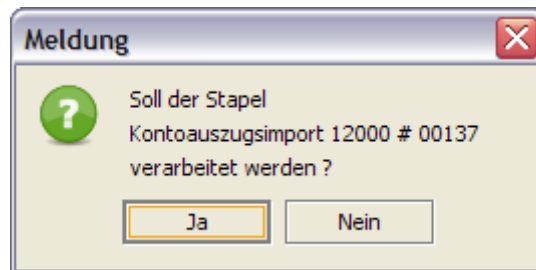 Meldung
Soll der Stapel
Kontoauszugsimport 12000 # 00137
verarbeitet werden ?
Ja Nein